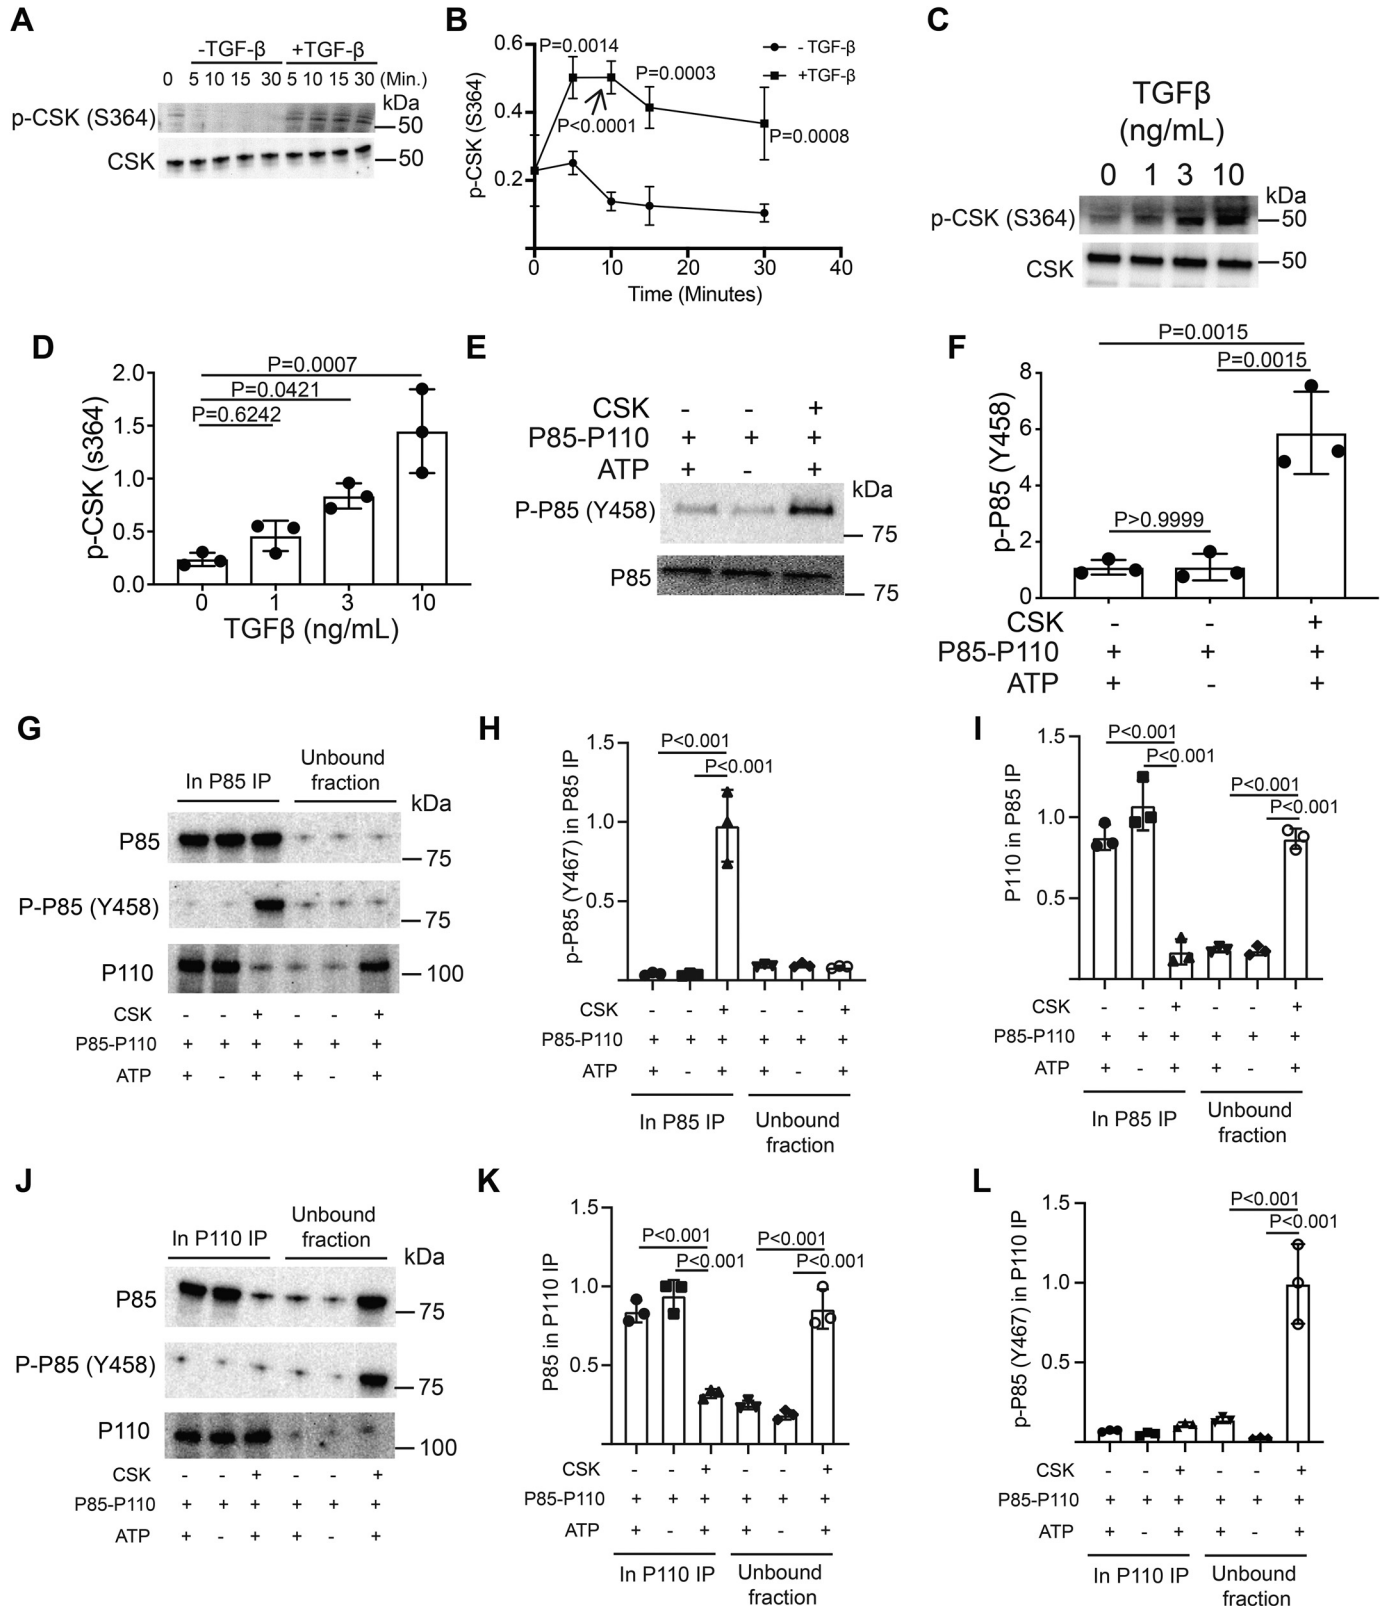 A
-TGF-β +TGF-β
0 5 10 15 30 5 10 15 30 (Min.)
kDa
p-CSK (S364)
50
CSK
50
B
p-CSK (S364)
0.6
0.4
0.2
0 10 20 30 40
Time (Minutes)
P=0.0014
P<0.0001
P=0.0003
P=0.0008
- TGF-β
+TGF-β
C
TGFβ
(ng/mL)
0 1 3 10
kDa
p-CSK (S364)
50
CSK
50
D
p-CSK (s364)
2.0
1.5
1.0
0.5
0.0
P=0.0007
P=0.0421
P=0.6242
0 1 3 10
TGFβ (ng/mL)
E
CSK - - +
P85-P110 + + +
ATP + - +
kDa
P-P85 (Y458)
75
P85
75
F
P=0.0015
P=0.0015
P>0.9999
p-P85 (Y458)
8
6
4
2
0
CSK - - +
P85-P110 + + +
ATP + - +
G
In P85 IP
Unbound
fraction
kDa
P85
75
P-P85 (Y458)
75
P110
100
CSK - - + - - +
P85-P110 + + + + + +
ATP + - + + - +
H
p-P85 (Y467) in P85 IP
1.5
1.0
0.5
P<0.001
P<0.001
CSK - - + - - +
P85-P110 + + + + + +
ATP + - + + - +
In P85 IP
Unbound
fraction
I
P110 in P85 IP
1.5
1.0
0.5
P<0.001
P<0.001
P<0.001
P<0.001
CSK - - + - - +
P85-P110 + + + + + +
ATP + - + + - +
In P85 IP
Unbound
fraction
J
In P110 IP
Unbound
fraction
kDa
P85
75
P-P85 (Y458)
75
P110
100
CSK - - + - - +
P85-P110 + + + + + +
ATP + - + + - +
K
P85 in P110 IP
1.5
1.0
0.5
P<0.001
P<0.001
P<0.001
P<0.001
CSK - - + - - +
P85-P110 + + + + + +
ATP + - + + - +
In P110 IP
Unbound
fraction
L
p-P85 (Y467) in P110 IP
1.5
1.0
0.5
P<0.001
P<0.001
CSK - - + - - +
P85-P110 + + + + + +
ATP + - + + - +
In P110 IP
Unbound
fraction